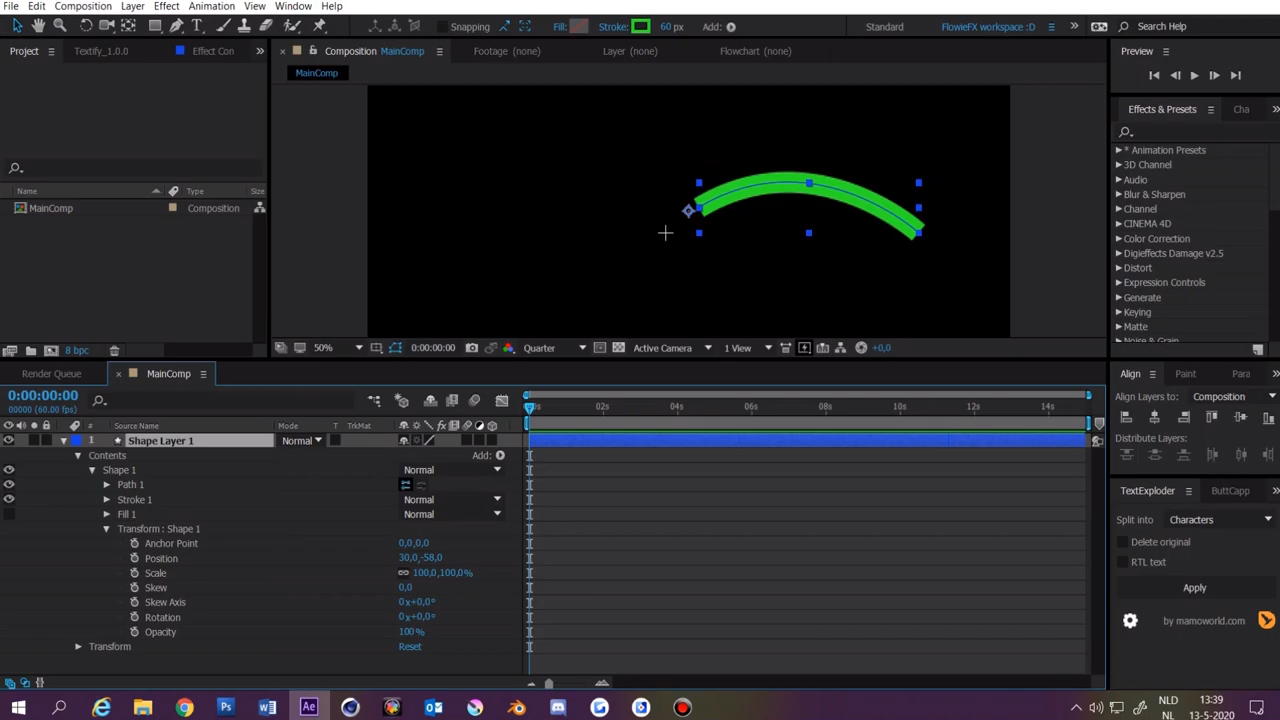 File Edit Composition Layer Effect Animation View Window Help
Snapping Fill: Stroke: 60 px Add: Standard FlowieFX workspace :D Search Help
Project Textify_1.0.0 Effect Con Composition MainComp Footage (none) Layer (none) Flowchart (none) Preview
MainComp
Effects & Presets Cha
* Animation Presets
3D Channel
Audio
Blur & Sharpen
Channel
CINEMA 4D
Color Correction
Digieffects Damage v2.5
Distort
Expression Controls
Generate
Keying
Matte
Noise & Grain
Name Type Size
MainComp Composition
8 bpc 50% 0:00:00:00 Quarter Active Camera 1 View +0,0
Render Queue MainComp
0:00:00:00
00000 (60.00 fps)
02s 04s 06s 08s 10s 12s 14s
# Source Name Mode T TrkMat
1 Shape Layer 1 Normal
Contents Add:
Shape 1 Normal
Path 1
Stroke 1 Normal
Fill 1 Normal
Transform : Shape 1
Anchor Point 0,0,0,0
Position 30,0,-58,0
Scale 100,0,100,0%
Skew 0,0
Skew Axis 0x+0,0°
Rotation 0x+0,0°
Opacity 100%
Transform Reset
Align Paint Para
Align Layers to: Composition
Distribute Layers:
TextExploder ButtCapp
Split into Characters
Delete original
RTL text
Apply
by mamoworld.com
NLD 13:39
NL 13-5-2020